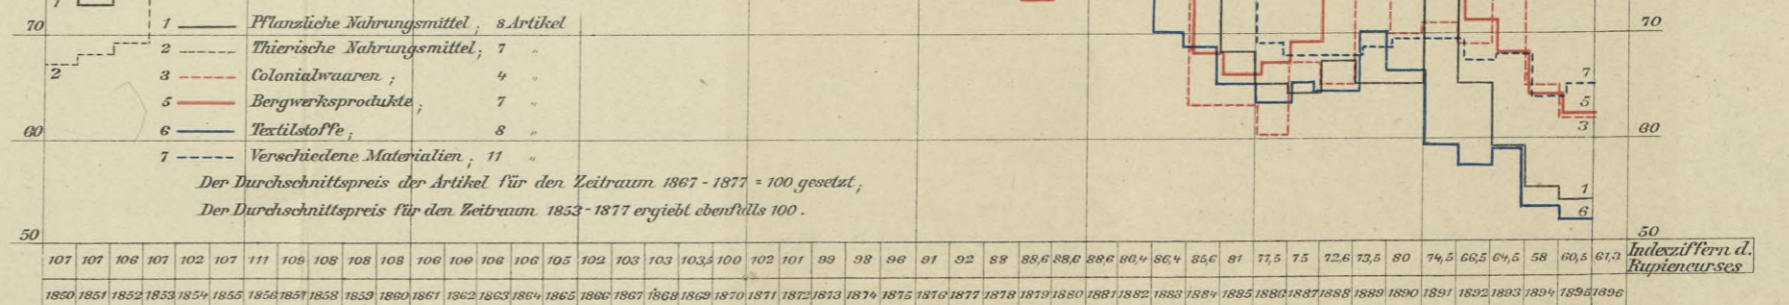 1 Pflanzliche Nahrungsmittel; 8 Artikel
70 2 Thierische Nahrungsmittel; 7 " 70
2 3 Colonialwaaren; 4 " 7
5 Bergwerksprodukte; 7 " 5
60 6 Textilstoffe; 8 " 3 60
7 Verschiedene Materialien; 11 "
Der Durchschnittspreis der Artikel für den Zeitraum 1867-1877 = 100 gesetzt; 1
Der Durchschnittspreis für den Zeitraum 1853-1877 ergiebt ebenfalls 100. 6
50 50
107 107 106 107 102 107 111 109 108 108 108 106 109 106 106 105 102 103 103 103,5 100 102 101 99 98 96 91 92 88 88,6 88,6 88,6 86,4 86,4 85,6 81 77,5 75 72,6 73,5 80 74,5 66,5 64,5 58 60,5 61,3 Indexziffern d. Rupiencurses
1850 1851 1852 1853 1854 1855 1856 1857 1858 1859 1860 1861 1862 1863 1864 1865 1866 1867 1868 1869 1870 1871 1872 1873 1874 1875 1876 1877 1878 1879 1880 1881 1882 1883 1884 1885 1886 1887 1888 1889 1890 1891 1892 1893 1894 1895 1896